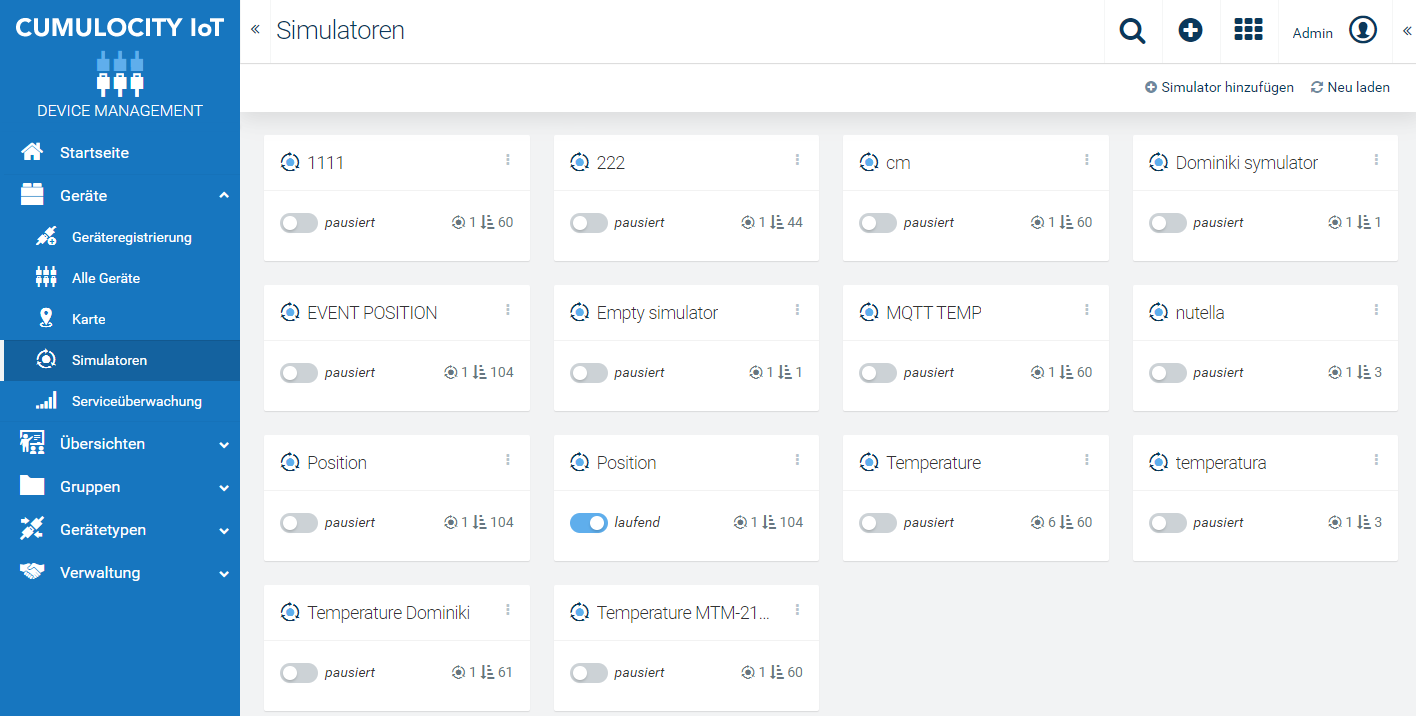 CUMULOCITY IoT
DEVICE MANAGEMENT
Startseite
Geräte
Geräteregistrierung
Alle Geräte
Karte
Simulatoren
Serviceüberwachung
Übersichten
Gruppen
Gerätetypen
Verwaltung
Simulatoren
Admin
Simulator hinzufügen Neu laden
1111
pausiert 1 60
222
pausiert 1 44
cm
pausiert 1 60
Dominiki symulator
pausiert 1 1
EVENT POSITION
pausiert 1 104
Empty simulator
pausiert 1 1
MQTT TEMP
pausiert 1 60
nutella
pausiert 1 3
Position
pausiert 1 104
Position
laufend 1 104
Temperature
pausiert 6 60
temperatura
pausiert 1 3
Temperature Dominiki
pausiert 1 61
Temperature MTM-21...
pausiert 1 60